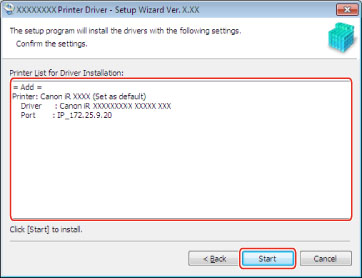 XXXXXXXX Printer Driver - Setup Wizard Ver. X.XX
The setup program will install the drivers with the following settings.
Confirm the settings.
Printer List for Driver Installation:
= Add =
Printer: Canon iR XXXX (Set as default)
Driver : Canon iR XXXXXXXXX XXXXX XXX
Port : IP_172.25.9.20
Click [Start] to install.
< Back Start Cancel